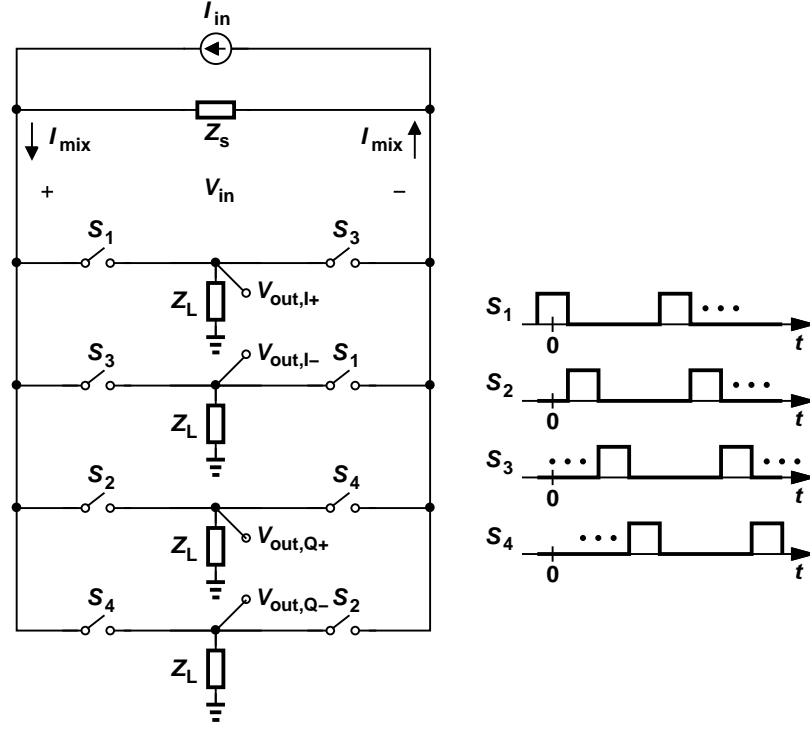 I_in
Z_s
I_mix I_mix
+ V_in −
S_1 S_3
Z_L V_out,I+
S_3 V_out,I− S_1
Z_L
S_2 S_4
Z_L V_out,Q+
S_4 V_out,Q− S_2
Z_L
S_1 • • •
0 t
S_2 • • •
0 t
S_3 • • • • • •
0 t
S_4 • • •
0 t